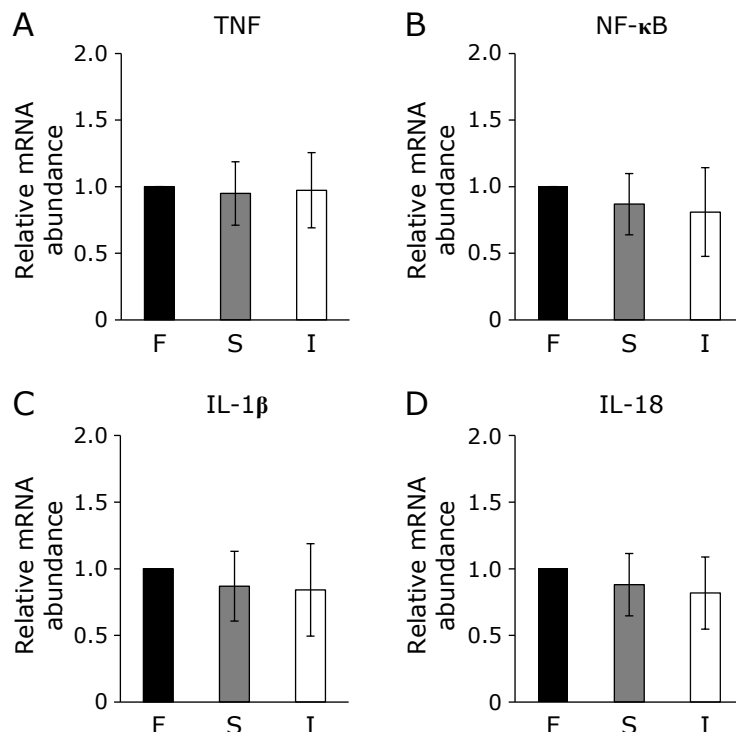 A
TNF
Relative mRNA
abundance
2.0
1.5
1.0
0.5
0
F S I
B
NF-κB
Relative mRNA
abundance
2.0
1.5
1.0
0.5
0
F S I
C
IL-1β
Relative mRNA
abundance
2.0
1.5
1.0
0.5
0
F S I
D
IL-18
Relative mRNA
abundance
2.0
1.5
1.0
0.5
0
F S I